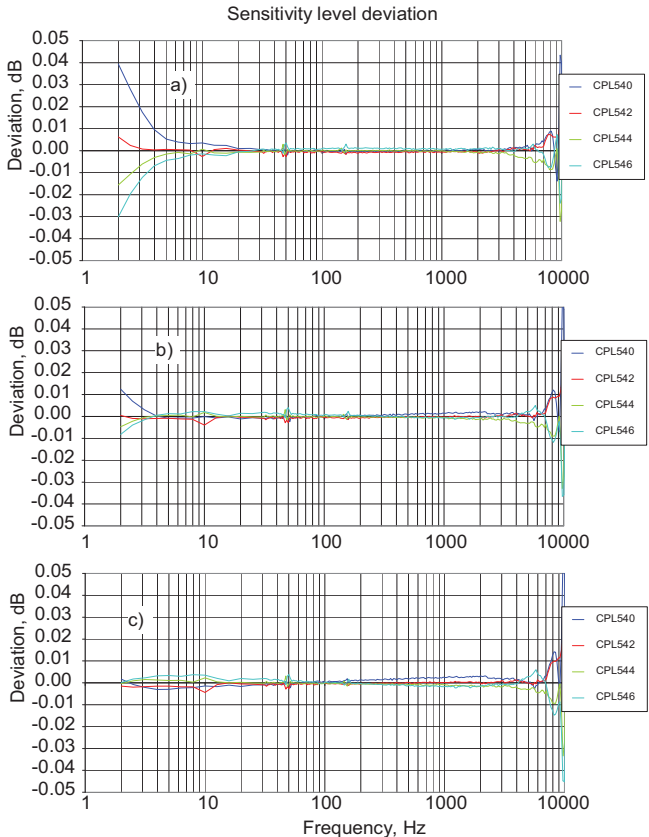 Sensitivity level deviation
Deviation, dB
0.05
0.04
0.03
0.02
0.01
0.00
-0.01
-0.02
-0.03
-0.04
-0.05
a)
CPL540
CPL542
CPL544
CPL546
1 10 100 1000 10000
Deviation, dB
0.05
0.04
0.03
0.02
0.01
0.00
-0.01
-0.02
-0.03
-0.04
-0.05
b)
CPL540
CPL542
CPL544
CPL546
1 10 100 1000 10000
Deviation, dB
0.05
0.04
0.03
0.02
0.01
0.00
-0.01
-0.02
-0.03
-0.04
-0.05
c)
CPL540
CPL542
CPL544
CPL546
1 10 100 1000 10000
Frequency, Hz